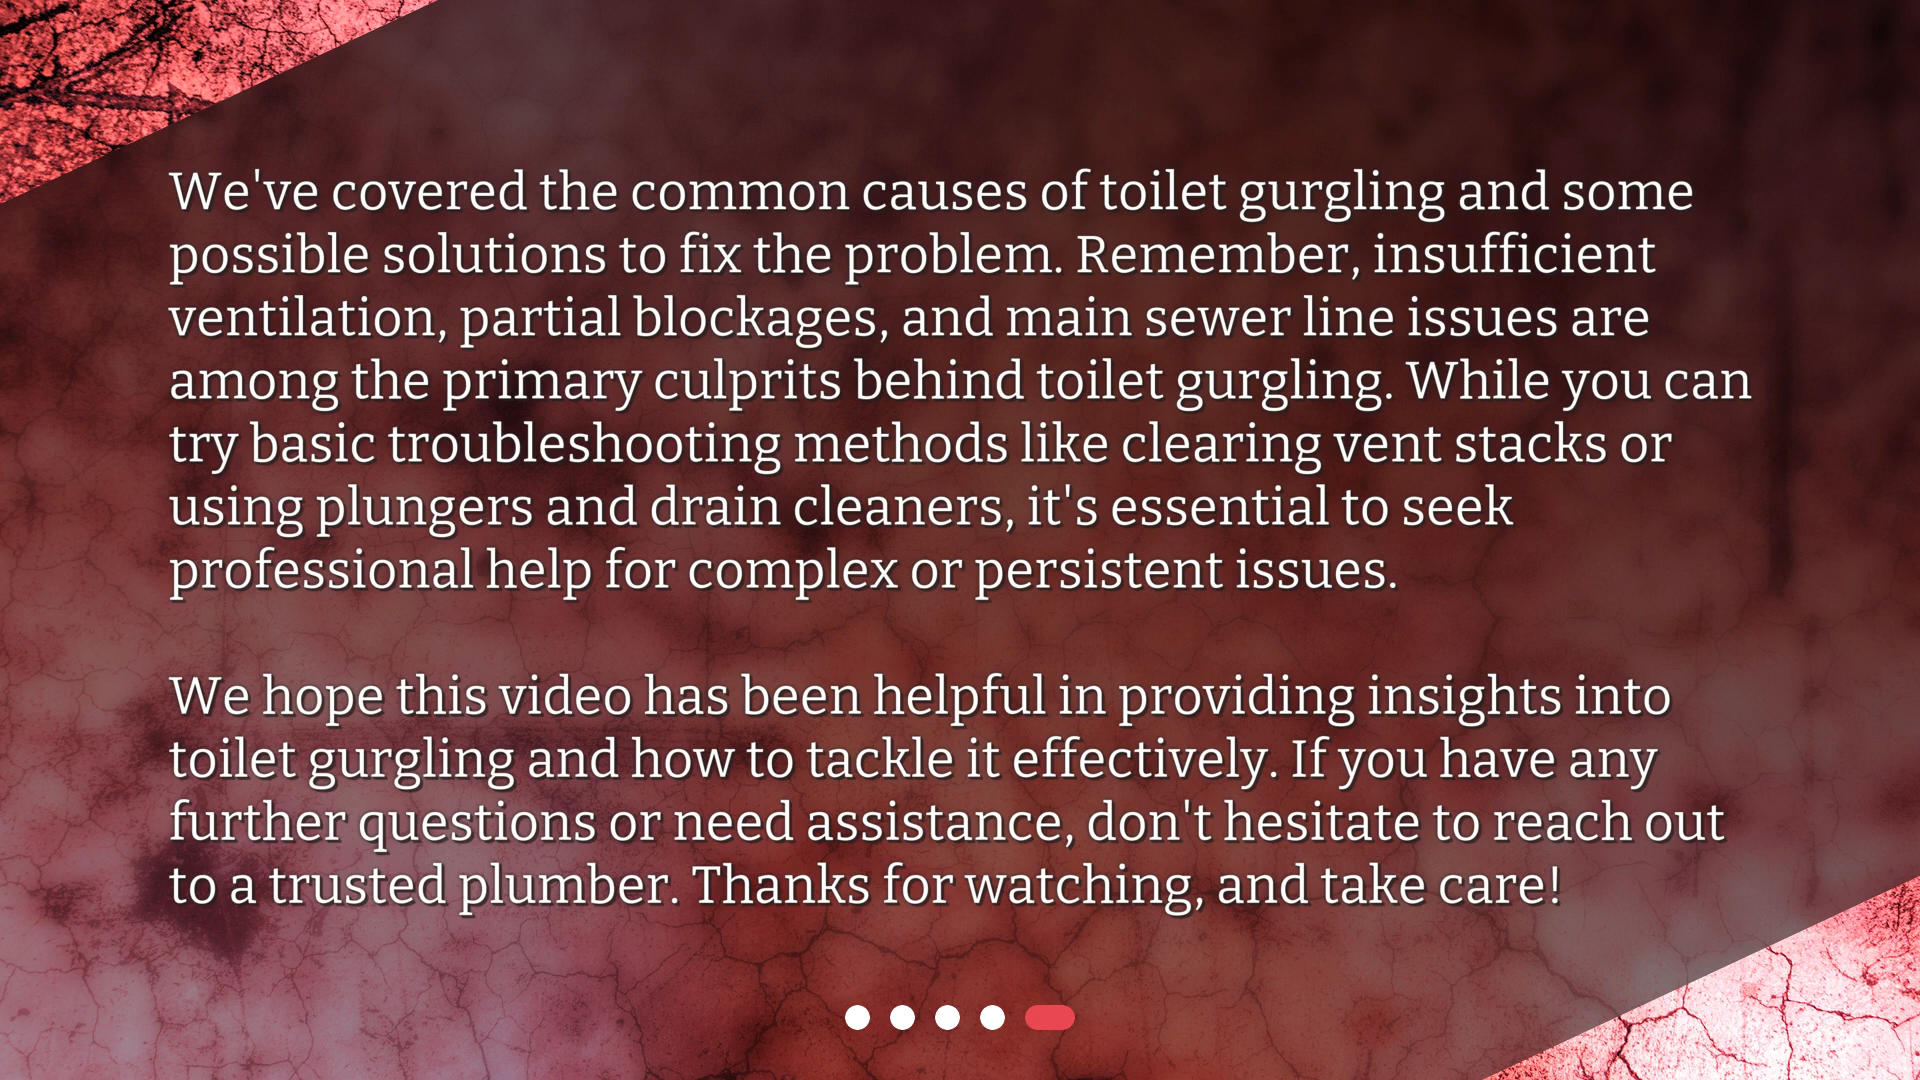 We've covered the common causes of toilet gurgling and some
possible solutions to fix the problem. Remember, insufficient
ventilation, partial blockages, and main sewer line issues are
among the primary culprits behind toilet gurgling. While you can
try basic troubleshooting methods like clearing vent stacks or
using plungers and drain cleaners, it's essential to seek
professional help for complex or persistent issues.
We hope this video has been helpful in providing insights into
toilet gurgling and how to tackle it effectively. If you have any
further questions or need assistance, don't hesitate to reach out
to a trusted plumber. Thanks for watching, and take care!